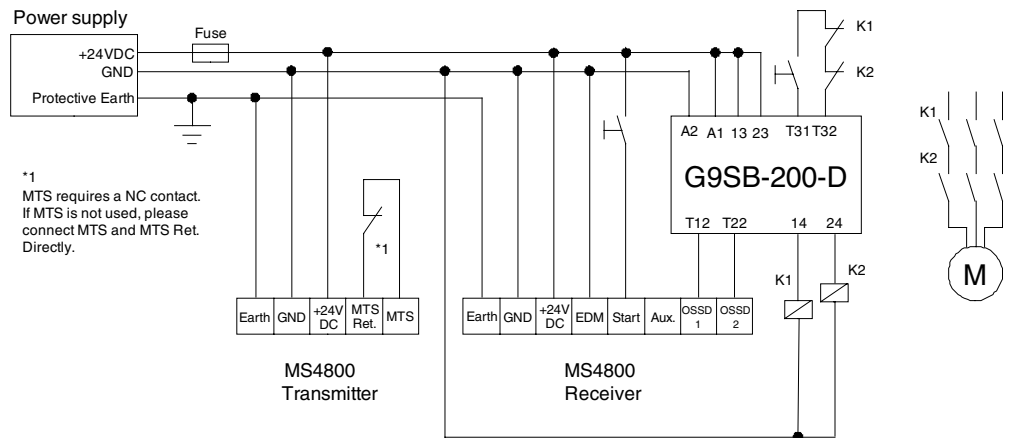 Power supply
+24VDC
GND
Protective Earth
Fuse
K1
K2
A2 A1 13 23 T31 T32
G9SB-200-D
T12 T22 14 24
K1
K2
K1
K2
M
*1
MTS requires a NC contact.
If MTS is not used, please
connect MTS and MTS Ret.
Directly.
*1
Earth GND +24V DC MTS Ret. MTS
MS4800
Transmitter
Earth GND +24V DC EDM Start Aux. OSSD 1 OSSD 2
MS4800
Receiver